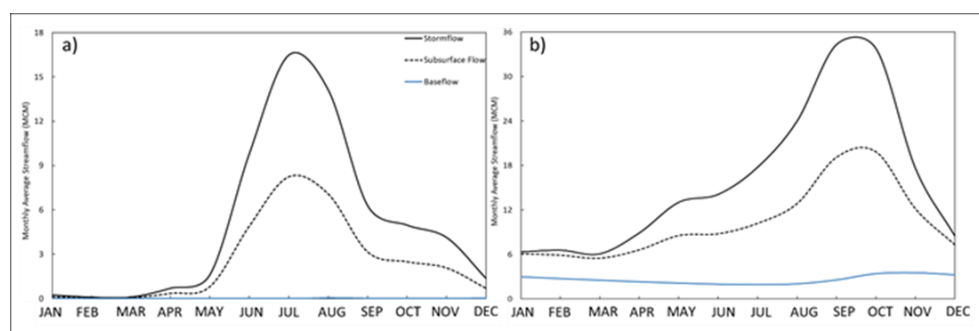 a)
Stormflow
Subsurface Flow
Baseflow
Monthly Average Streamflow (MCM)
18
15
12
9
6
3
0
JAN FEB MAR APR MAY JUN JUL AUG SEP OCT NOV DEC
b)
Monthly Average Streamflow (MCM)
36
30
24
18
12
6
0
JAN FEB MAR APR MAY JUN JUL AUG SEP OCT NOV DEC